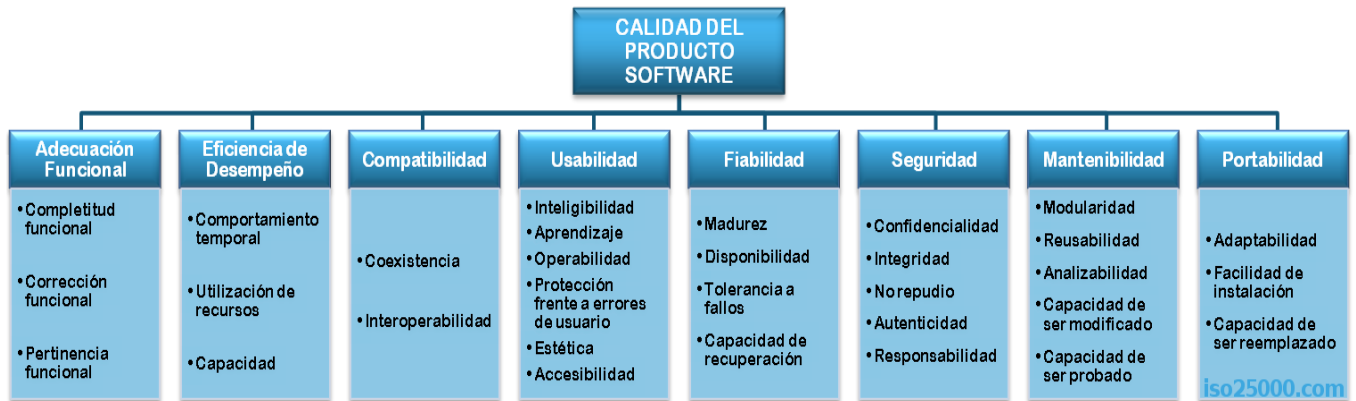 CALIDAD DEL
PRODUCTO
SOFTWARE
Adecuación
Funcional
• Completitud
funcional
• Corrección
funcional
• Pertinencia
funcional
Eficiencia de
Desempeño
• Comportamiento
temporal
• Utilización de
recursos
• Capacidad
Compatibilidad
• Coexistencia
• Interoperabilidad
Usabilidad
• Inteligibilidad
• Aprendizaje
• Operabilidad
• Protección
frente a errores
de usuario
• Estética
• Accesibilidad
Fiabilidad
• Madurez
• Disponibilidad
• Tolerancia a
fallos
• Capacidad de
recuperación
Seguridad
• Confidencialidad
• Integridad
• No repudio
• Autenticidad
• Responsabilidad
Mantenibilidad
• Modularidad
• Reusabilidad
• Analizabilidad
• Capacidad de
ser modificado
• Capacidad de
ser probado
Portabilidad
• Adaptabilidad
• Facilidad de
instalación
• Capacidad de
ser reemplazado
iso25000.com